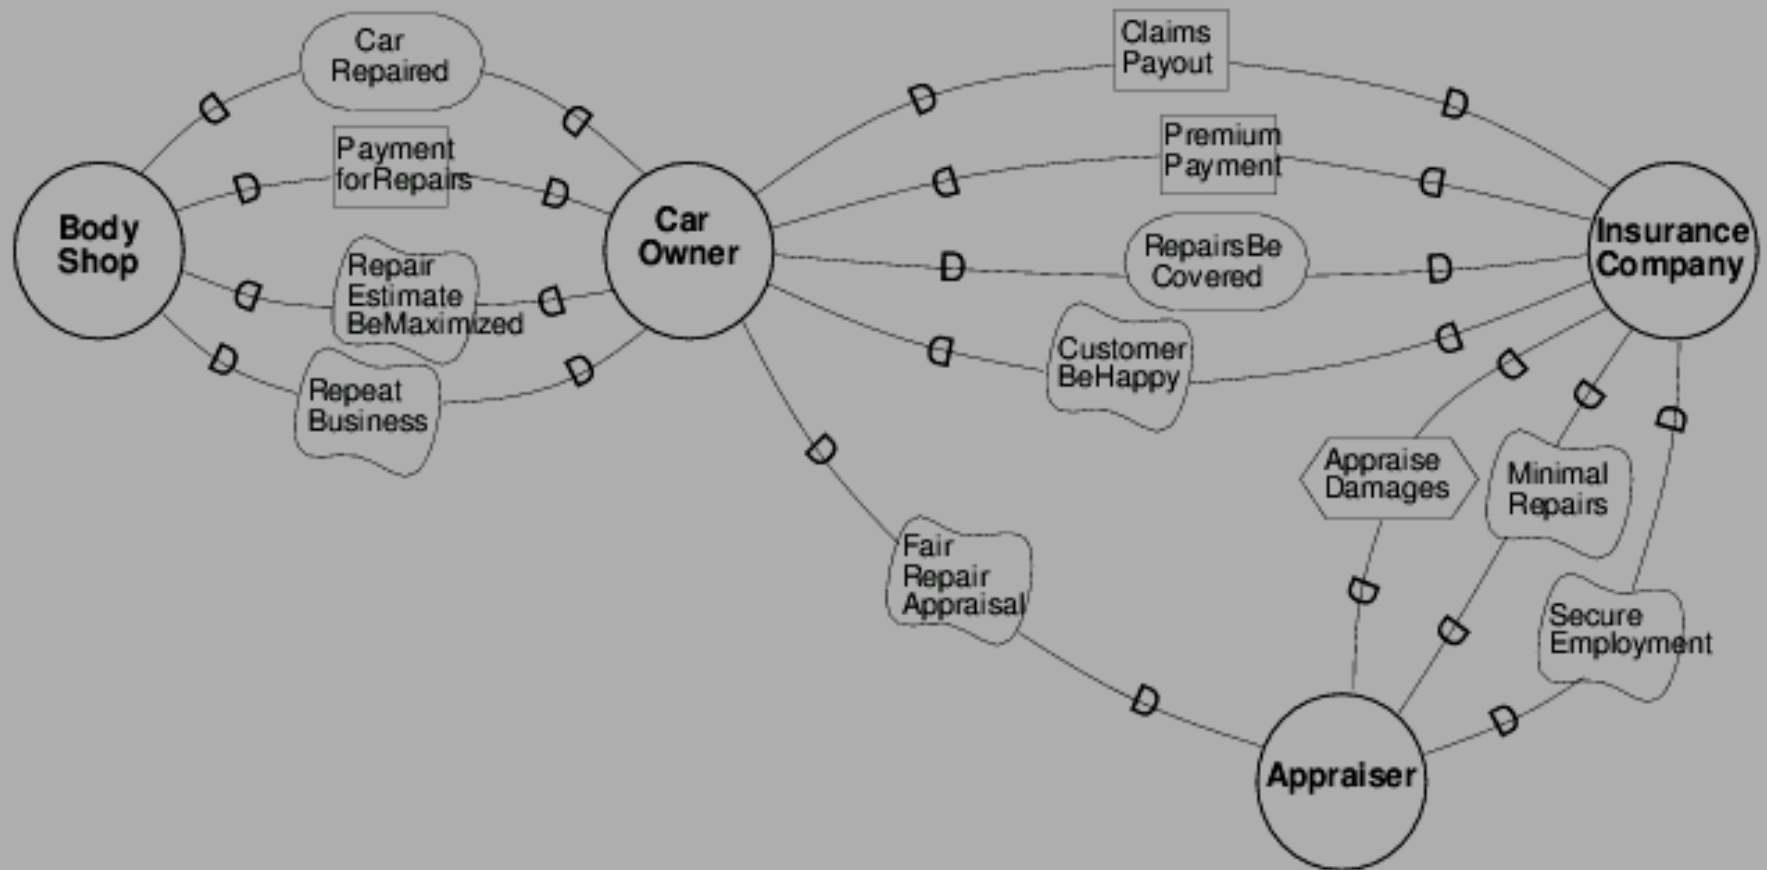 Car
Repaired
Payment
forRepairs
Body
Shop
Repair
Estimate
BeMaximized
Repeat
Business
Car
Owner
Claims
Payout
Premium
Payment
RepairsBe
Covered
Customer
BeHappy
Insurance
Company
Appraise
Damages
Minimal
Repairs
Fair
Repair
Appraisal
Secure
Employment
Appraiser